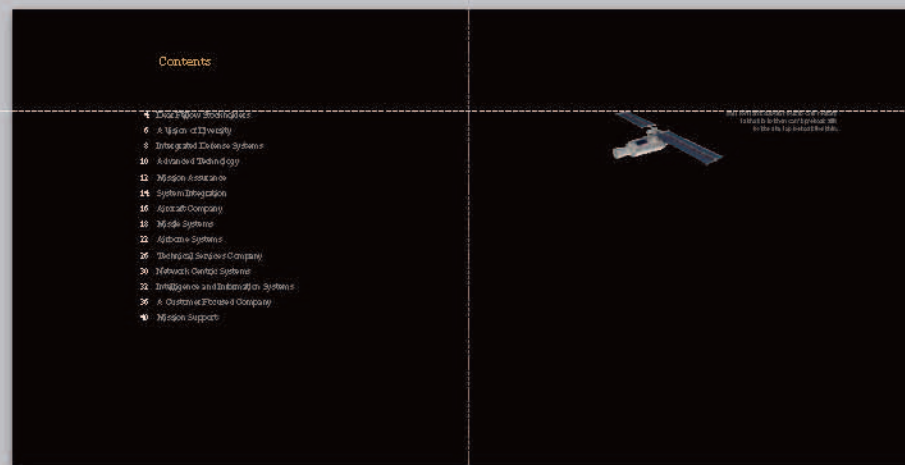 Contents
4 Dear Fellow Stockholders
6 A Vision of Diversity
8 Intergrated Defense Systems
10 Advanced Technology
12 Mission Assurance
14 System Integration
16 Aircraft Company
18 Missile Systems
22 Airborne Systems
26 Technical Services Company
30 Network Centric Systems
32 Intelligence and Information Systems
36 A Customer Focused Company
40 Mission Support